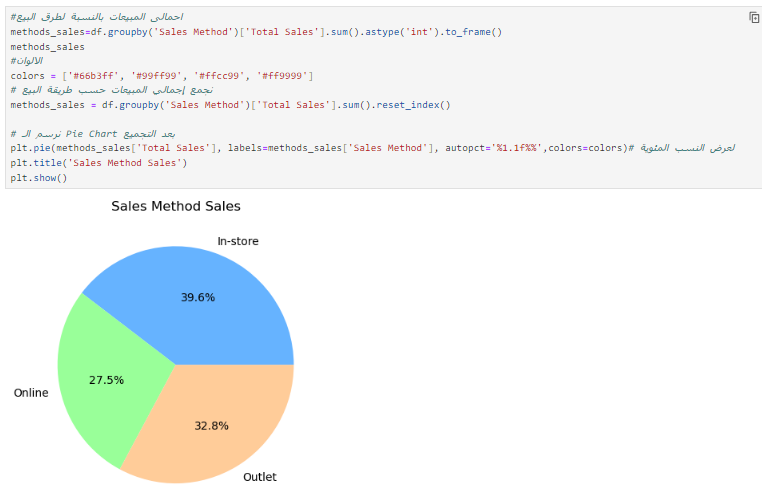 #احمالى المبيعات بالنسبة لطرق البيع
methods_sales=df.groupby('Sales Method')['Total Sales'].sum().astype('int').to_frame()
methods_sales
#الالوان
colors = ['#66b3ff', '#99ff99', '#ffcc99', '#ff9999']
# نجمع إجمالي المبيعات حسب طريقة البيع
methods_sales = df.groupby('Sales Method')['Total Sales'].sum().reset_index()
# نرسم الـ Pie Chart بعد التجميع
plt.pie(methods_sales['Total Sales'], labels=methods_sales['Sales Method'], autopct='%1.1f%%',colors=colors)# لعرض النسب المئوية
plt.title('Sales Method Sales')
plt.show()
Sales Method Sales
In-store
39.6%
27.5%
Online
32.8%
Outlet